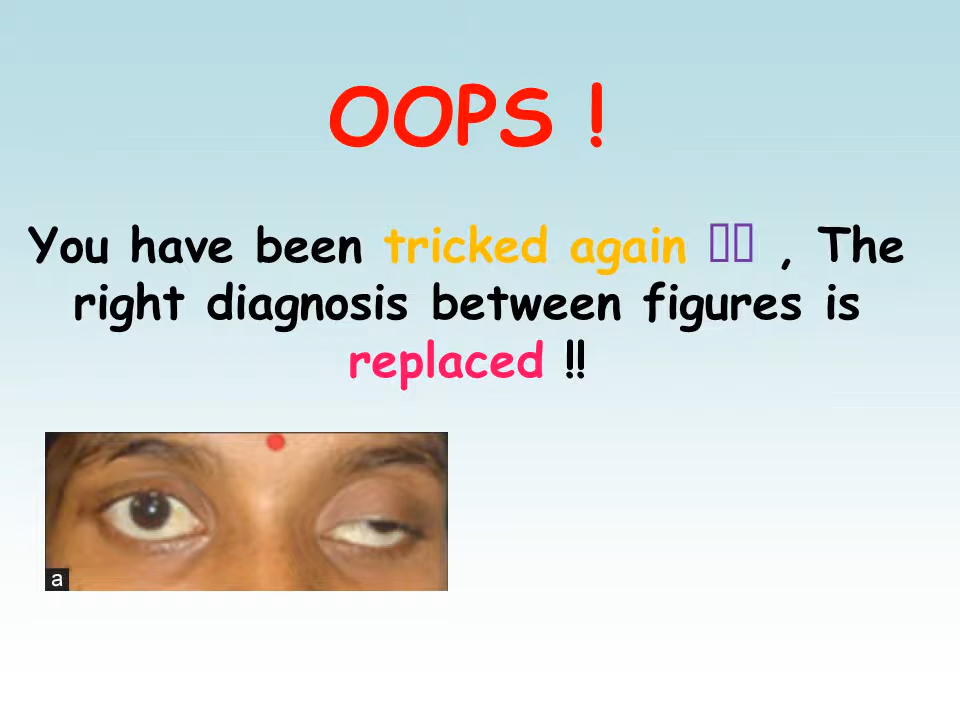 OOPS !
You have been tricked again , The
right diagnosis between figures is
replaced !!
a